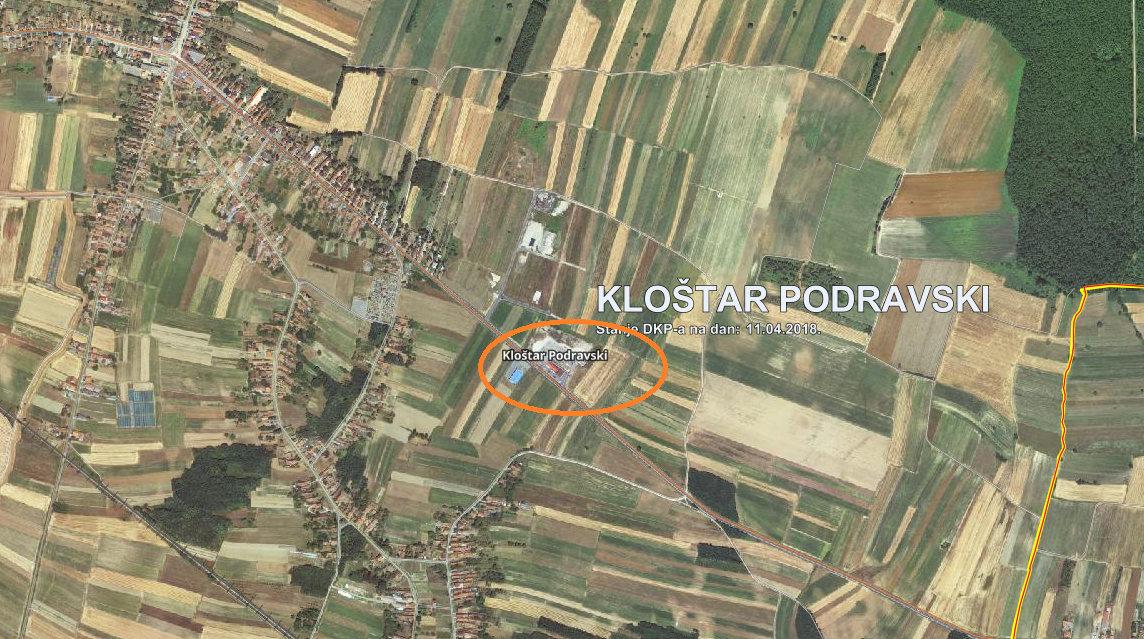 KLOŠTAR PODRAVSKI
Stanje DKP-a na dan: 11.04.2018.
Kloštar Podravski